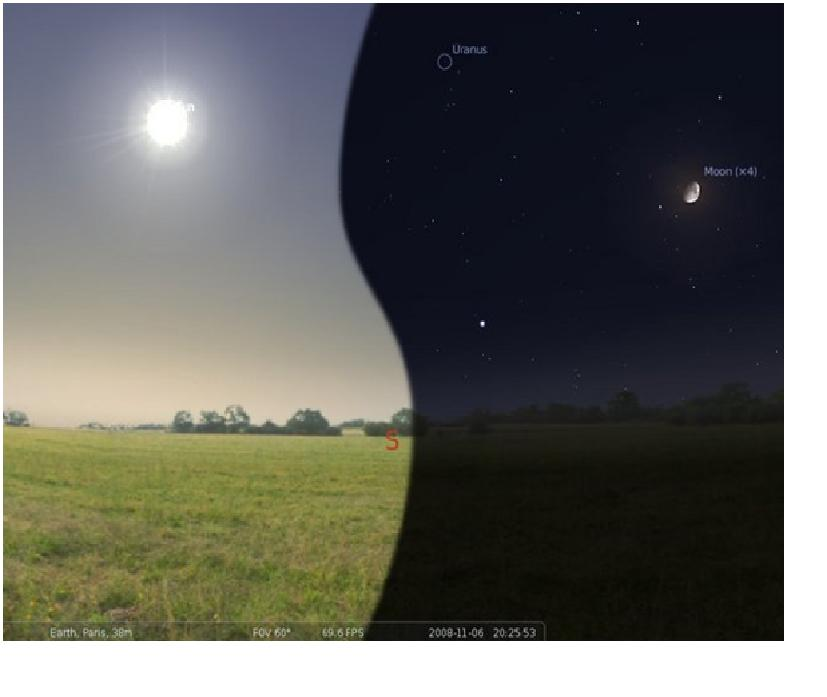 Uranus
Moon (×4)
S
Earth, Paris, 38m FOV 60° 69.6 FPS 2008-11-06 20:25:53